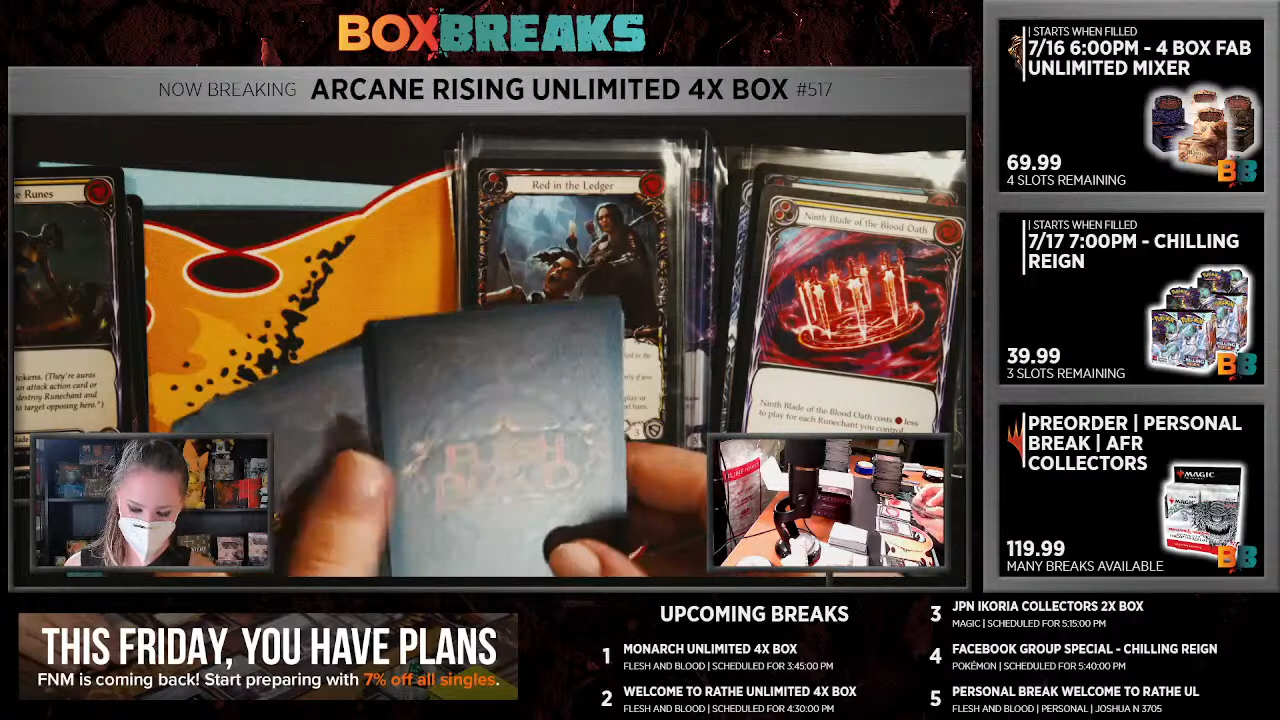 BOXBREAKS
NOW BREAKING ARCANE RISING UNLIMITED 4X BOX #517
Runes
Red in the Ledger
Ninth Blade of the Blood Oath
tokens. (They're auras
an attack action card or
destroy Runechant and
to target opposing hero.")
Ninth Blade of the Blood Oath costs less
to play for each Runechant you control.
FLESH
BLOOD
| STARTS WHEN FILLED
7/16 6:00PM - 4 BOX FAB
UNLIMITED MIXER
69.99
4 SLOTS REMAINING
BB
| STARTS WHEN FILLED
7/17 7:00PM - CHILLING
REIGN
39.99
3 SLOTS REMAINING
BB
PREORDER | PERSONAL
BREAK | AFR
COLLECTORS
MAGIC
119.99
MANY BREAKS AVAILABLE
BB
THIS FRIDAY, YOU HAVE PLANS
FNM is coming back! Start preparing with 7% off all singles.
UPCOMING BREAKS
1 MONARCH UNLIMITED 4X BOX
FLESH AND BLOOD | SCHEDULED FOR 3:45:00 PM
2 WELCOME TO RATHE UNLIMITED 4X BOX
FLESH AND BLOOD | SCHEDULED FOR 4:30:00 PM
3 JPN IKORIA COLLECTORS 2X BOX
MAGIC | SCHEDULED FOR 5:15:00 PM
4 FACEBOOK GROUP SPECIAL - CHILLING REIGN
POKÉMON | SCHEDULED FOR 5:40:00 PM
5 PERSONAL BREAK WELCOME TO RATHE UL
FLESH AND BLOOD | PERSONAL | JOSHUA N 3705